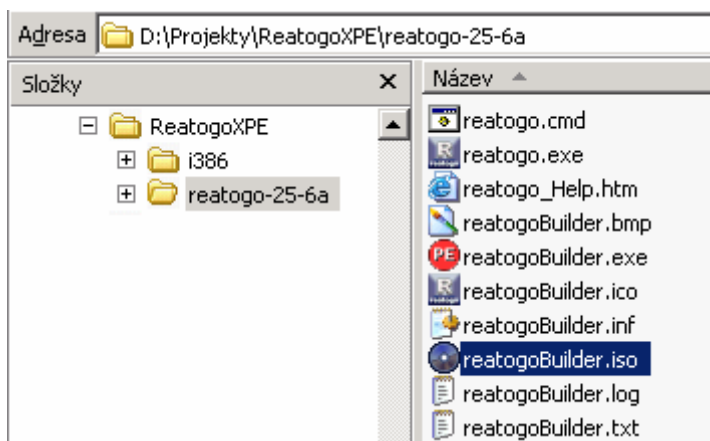 Adresa D:\Projekty\ReatogoXPE\reatogo-25-6a
Složky
ReatogoXPE
i386
reatogo-25-6a
Název
reatogo.cmd
reatogo.exe
reatogo_Help.htm
reatogoBuilder.bmp
reatogoBuilder.exe
reatogoBuilder.ico
reatogoBuilder.inf
reatogoBuilder.iso
reatogoBuilder.log
reatogoBuilder.txt